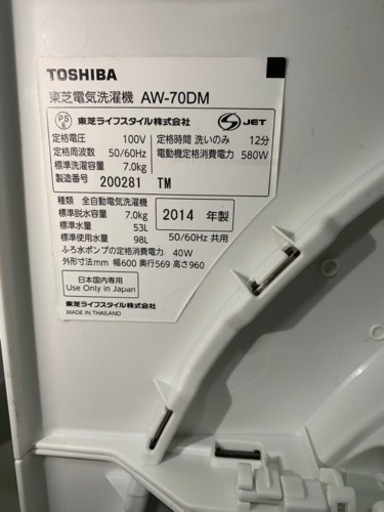 TOSHIBA
東芝電気洗濯機 AW-70DM
PS E 東芝ライフスタイル株式会社
S JET
定格電圧 100V
定格時間 洗いのみ 12分
定格周波数 50/60Hz
電動機定格消費電力 580W
標準洗濯容量 7.0kg
製造番号 200281 TM
種類 全自動電気洗濯機
標準脱水容量 7.0kg
標準水量 53L
標準使用水量 98L
2014 年製
50/60Hz 共用
ふろ水ポンプの定格消費電力 40W
外形寸法mm 幅600 奥行569 高さ960
日本国内専用
Use Only in Japan
東芝ライフスタイル株式会社
MADE IN THAILAND